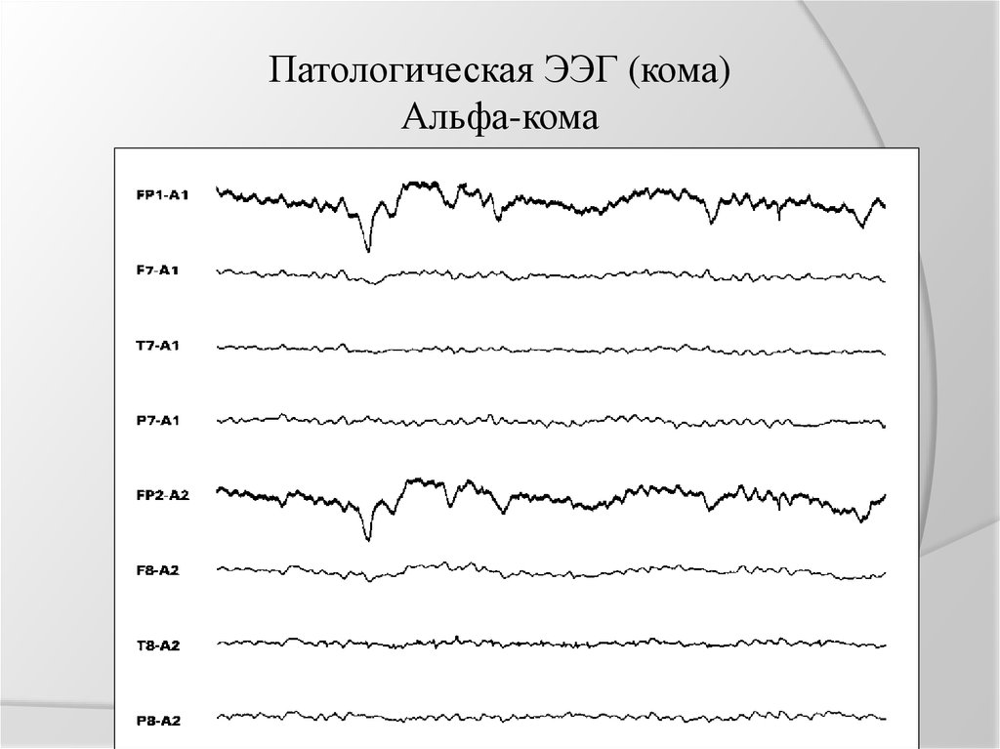 Патологическая ЭЭГ (кома)
Альфа-кома
FP1-A1
F7-A1
T7-A1
P7-A1
FP2-A2
F8-A2
T8-A2
P8-A2